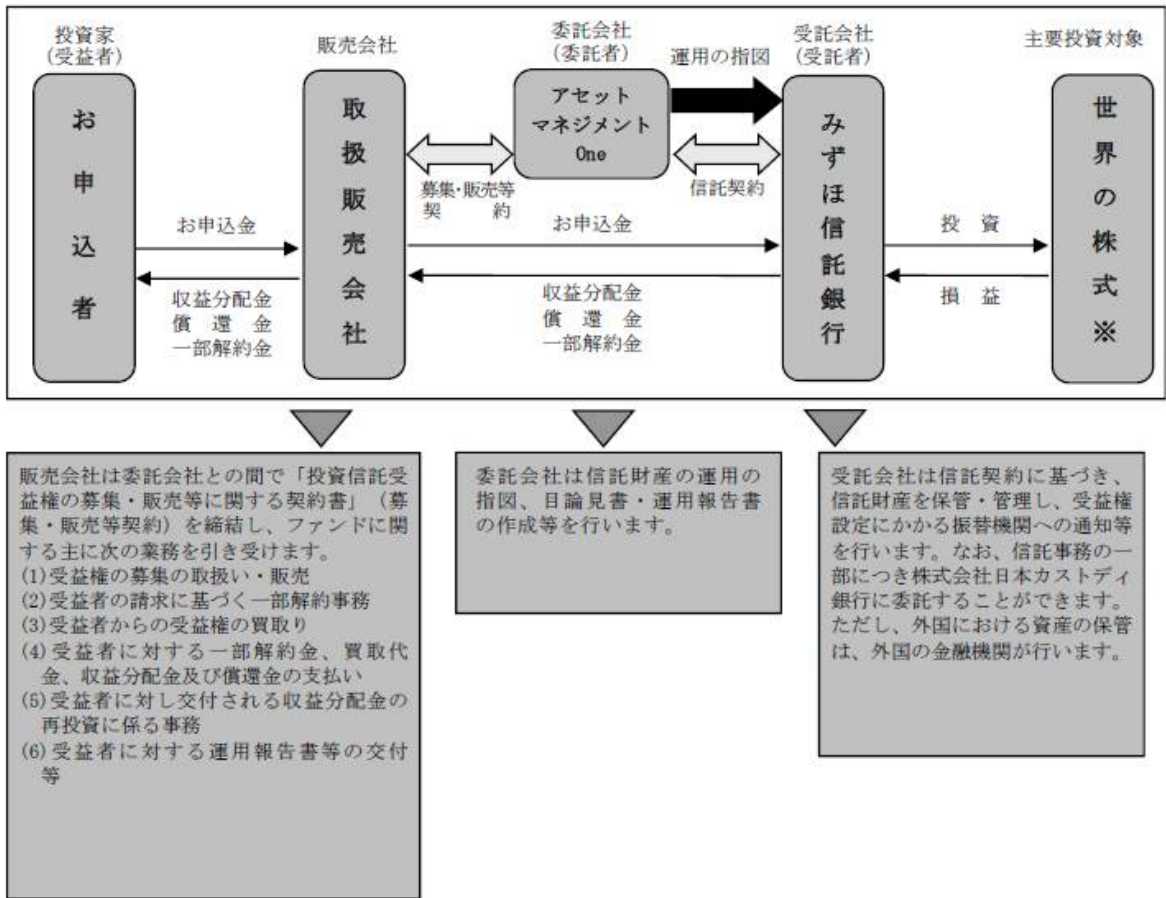 投資家
(受益者)
販売会社
委託会社
(委託者)
運用の指図
受託会社
(受託者)
主要投資対象
お申込者
取扱販売会社
アセット
マネジメント
One
みずほ信託銀行
世界の株式※
募集・販売等
契 約
信託契約
お申込金
収益分配金
償 還 金
一部解約金
お申込金
収益分配金
償 還 金
一部解約金
投 資
損 益
販売会社は委託会社との間で「投資信託受
益権の募集・販売等に関する契約書」(募
集・販売等契約)を締結し、ファンドに関
する主に次の業務を引き受けます。
(1)受益権の募集の取扱い・販売
(2)受益者の請求に基づく一部解約事務
(3)受益者からの受益権の買取り
(4)受益者に対する一部解約金、買取代
金、収益分配金及び償還金の支払い
(5)受益者に対し交付される収益分配金の
再投資に係る事務
(6)受益者に対する運用報告書等の交付
等
委託会社は信託財産の運用の
指図、目論見書・運用報告書
の作成等を行います。
受託会社は信託契約に基づき、
信託財産を保管・管理し、受益権
設定にかかる振替機関への通知等
を行います。なお、信託事務の一
部につき株式会社日本カストディ
銀行に委託することができます。
ただし、外国における資産の保管
は、外国の金融機関が行います。